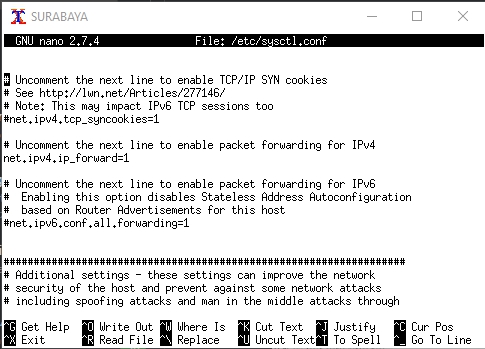 SURABAYA
GNU nano 2.7.4 File: /etc/sysctl.conf
# Uncomment the next line to enable TCP/IP SYN cookies
# See http://lwn.net/Articles/277146/
# Note: This may impact IPv6 TCP sessions too
#net.ipv4.tcp_syncookies=1
# Uncomment the next line to enable packet forwarding for IPv4
net.ipv4.ip_forward=1
# Uncomment the next line to enable packet forwarding for IPv6
#  Enabling this option disables Stateless Address Autoconfiguration
#  based on Router Advertisements for this host
#net.ipv6.conf.all.forwarding=1
###################################################################
# Additional settings - these settings can improve the network
# security of the host and prevent against some network attacks
# including spoofing attacks and man in the middle attacks through
^G Get Help ^O Write Out ^W Where Is ^K Cut Text ^J Justify ^C Cur Pos
^X Exit ^R Read File ^\ Replace ^U Uncut Text ^T To Spell ^_ Go To Line